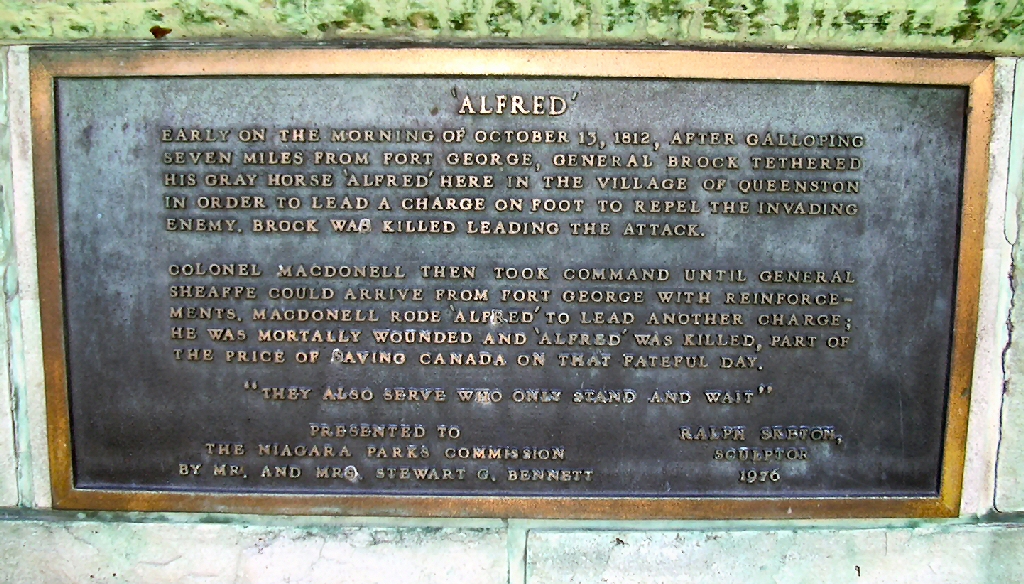 'ALFRED'
EARLY ON THE MORNING OF OCTOBER 13, 1812, AFTER GALLOPING
SEVEN MILES FROM FORT GEORGE, GENERAL BROCK TETHERED
HIS GRAY HORSE 'ALFRED' HERE IN THE VILLAGE OF QUEENSTON
IN ORDER TO LEAD A CHARGE ON FOOT TO REPEL THE INVADING
ENEMY. BROCK WAS KILLED LEADING THE ATTACK.
COLONEL MACDONELL THEN TOOK COMMAND UNTIL GENERAL
SHEAFFE COULD ARRIVE FROM FORT GEORGE WITH REINFORCE-
MENTS. MACDONELL RODE 'ALFRED' TO LEAD ANOTHER CHARGE;
HE WAS MORTALLY WOUNDED AND 'ALFRED' WAS KILLED, PART OF
THE PRICE OF SAVING CANADA ON THAT FATEFUL DAY.
"THEY ALSO SERVE WHO ONLY STAND AND WAIT"
PRESENTED TO
THE NIAGARA PARKS COMMISSION
BY MR. AND MRS. STEWART G. BENNETT
RALPH SKETON,
SCULPTOR
1976